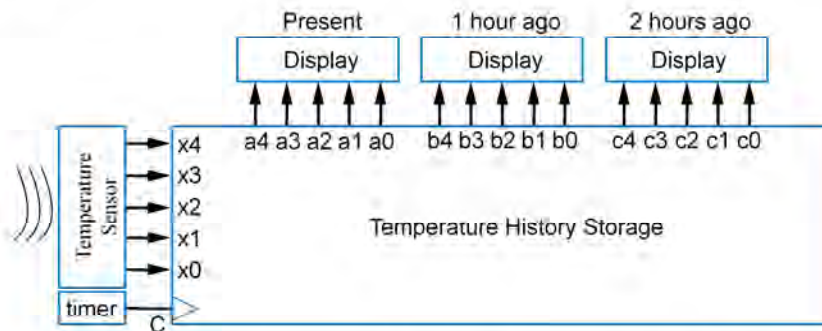 Present 1 hour ago 2 hours ago
Display Display Display
a4 a3 a2 a1 a0 b4 b3 b2 b1 b0 c4 c3 c2 c1 c0
Temperature
Sensor
x4
x3
x2
x1
x0
Temperature History Storage
timer
C